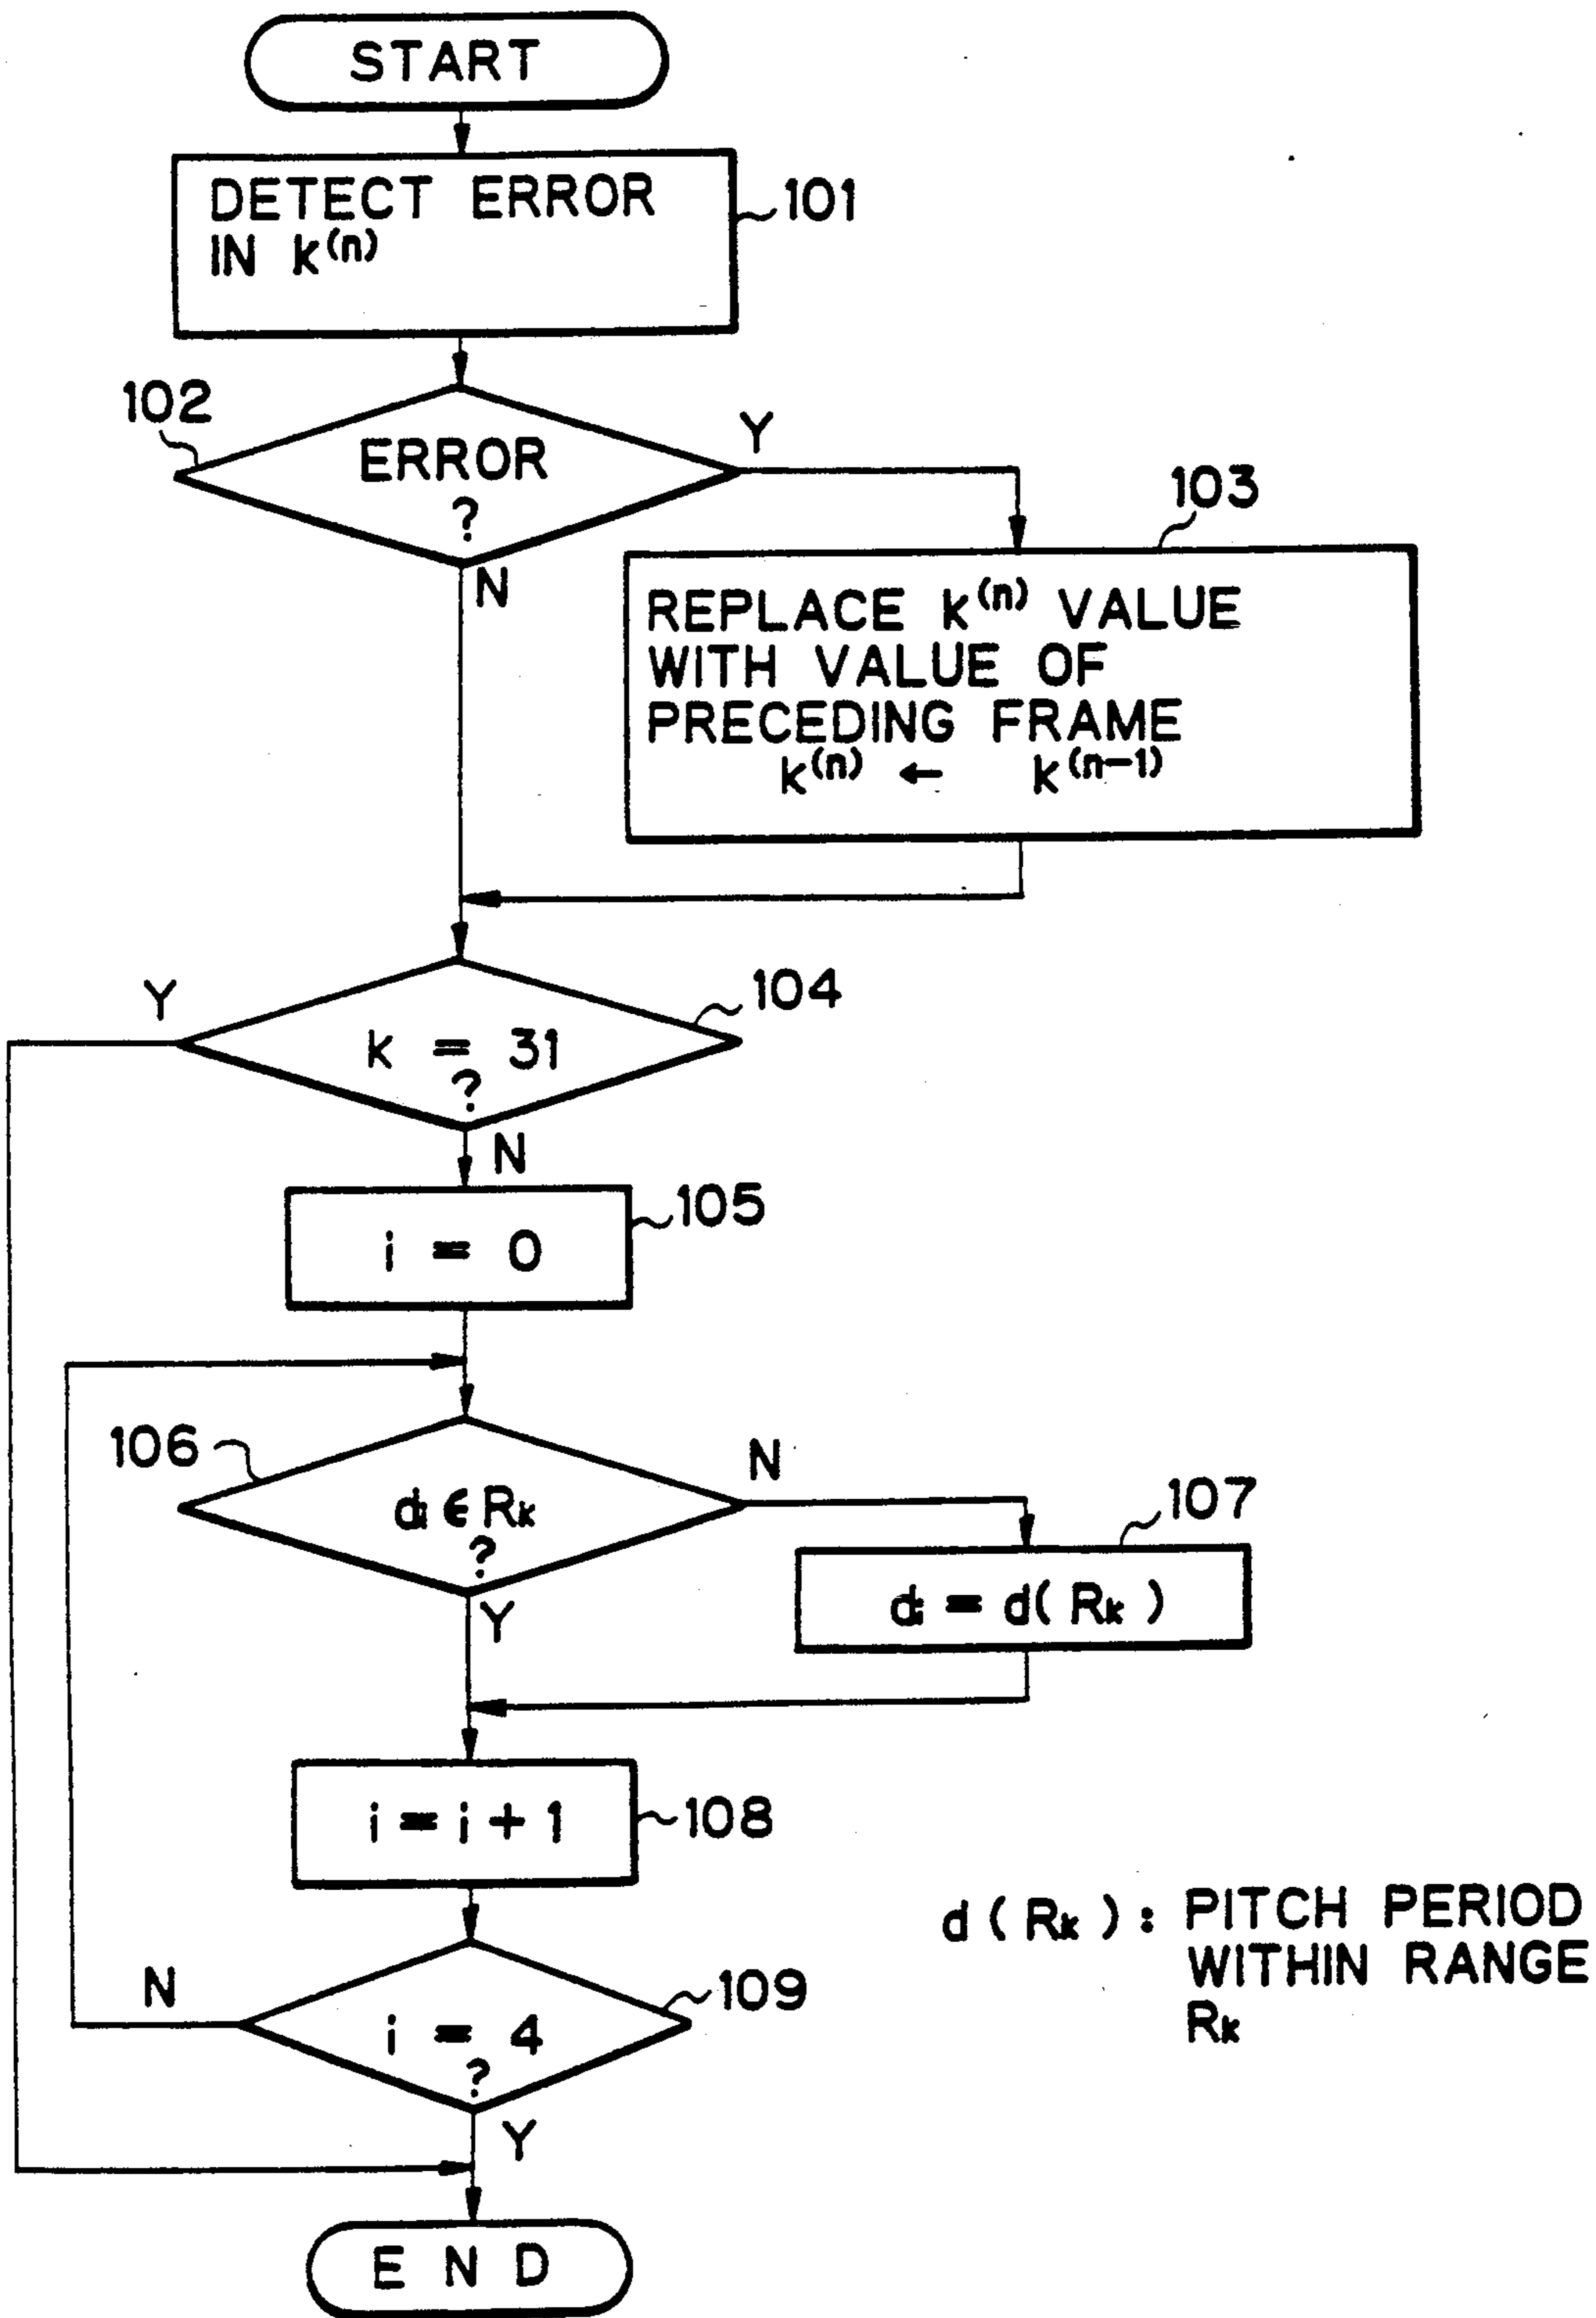 START
DETECT ERROR
IN k⁽ⁿ⁾
101
102
ERROR
?
Y
N
103
REPLACE k⁽ⁿ⁾ VALUE
WITH VALUE OF
PRECEDING FRAME
k⁽ⁿ⁾ ← k⁽ⁿ⁻¹⁾
Y
104
k = 31
?
N
105
i = 0
106
N
dᵢ ∈ Rₖ
?
Y
107
dᵢ = d( Rₖ )
i = i + 1
108
d ( Rₖ ) : PITCH PERIOD
WITHIN RANGE
Rₖ
N
109
i = 4
?
Y
END